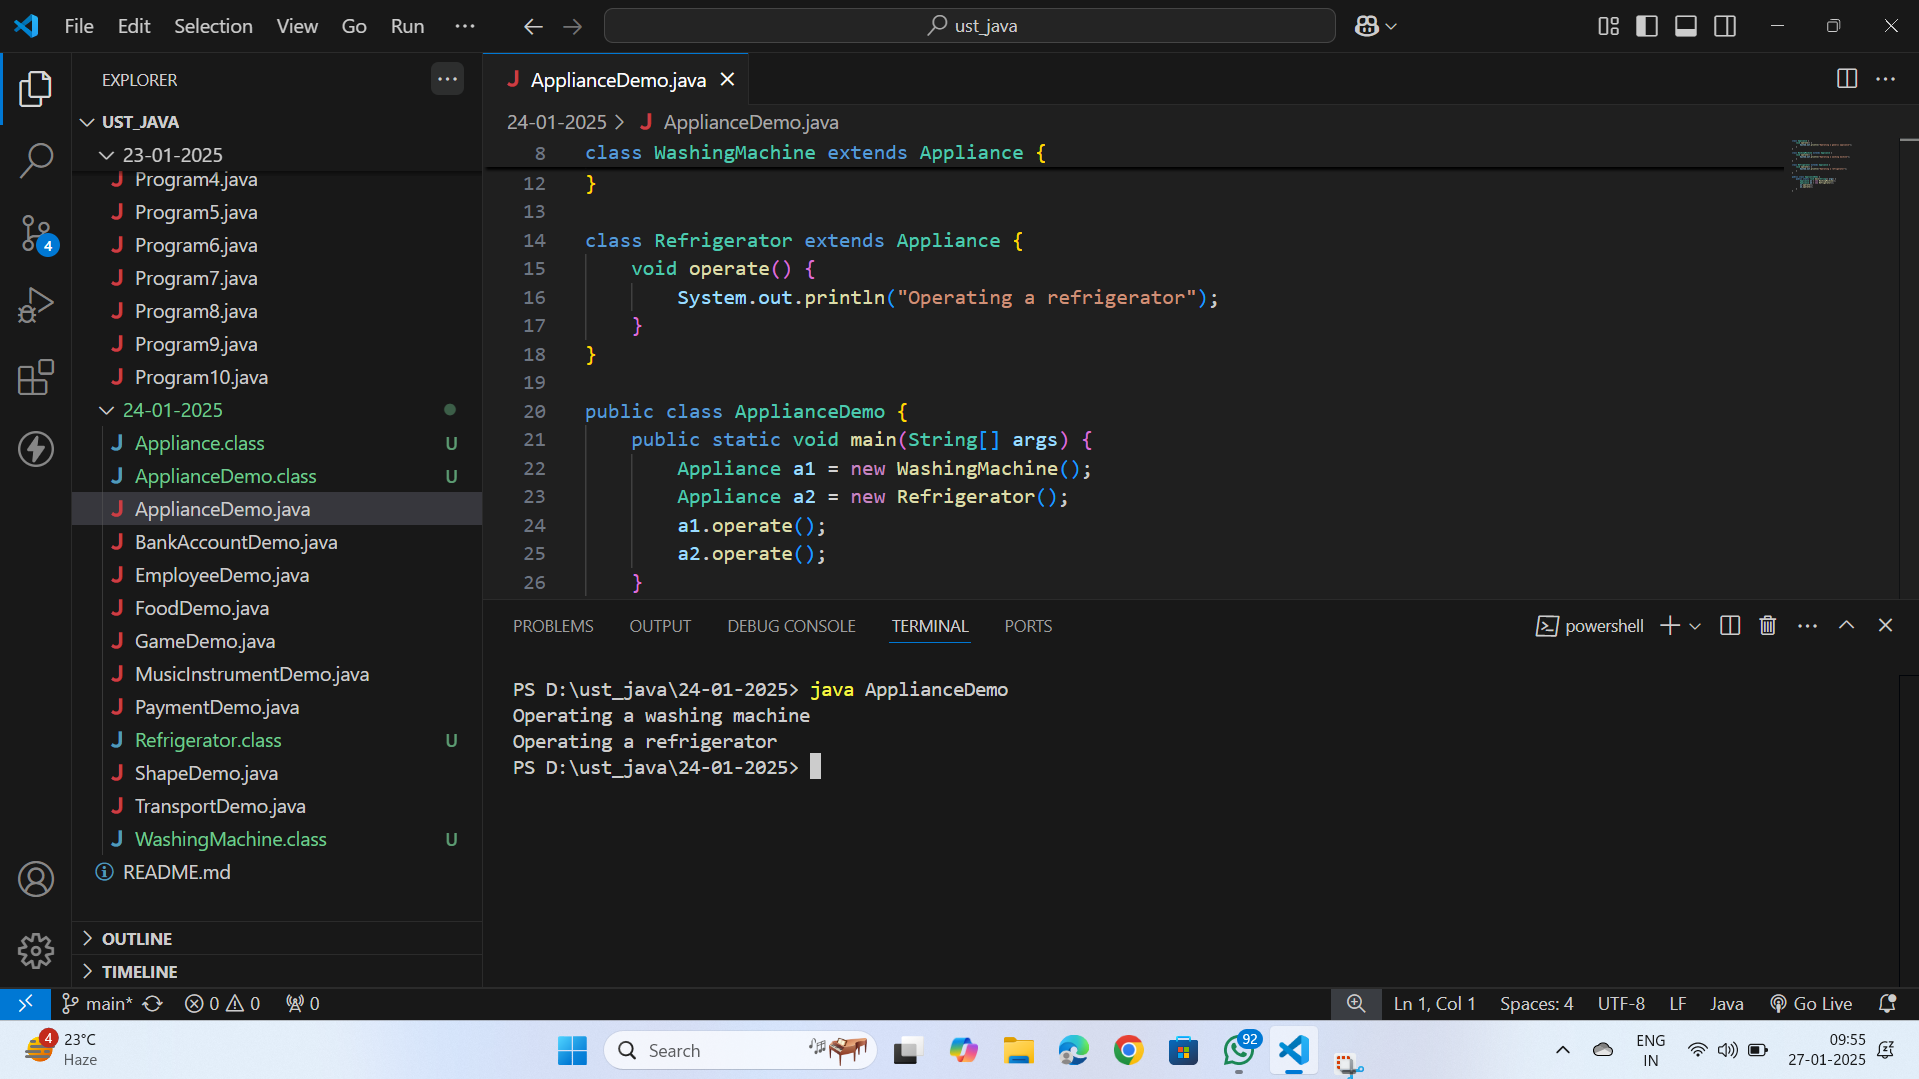 File Edit Selection View Go Run ··· ust_java
EXPLORER
UST_JAVA
23-01-2025
Program4.java
Program5.java
Program6.java
Program7.java
Program8.java
Program9.java
Program10.java
24-01-2025
Appliance.class U
ApplianceDemo.class U
ApplianceDemo.java
BankAccountDemo.java
EmployeeDemo.java
FoodDemo.java
GameDemo.java
MusicInstrumentDemo.java
PaymentDemo.java
Refrigerator.class U
ShapeDemo.java
TransportDemo.java
WashingMachine.class U
README.md
OUTLINE
TIMELINE
4
ApplianceDemo.java
24-01-2025 > ApplianceDemo.java
8 class WashingMachine extends Appliance {
12 }
13
14 class Refrigerator extends Appliance {
15 void operate() {
16 System.out.println("Operating a refrigerator");
17 }
18 }
19
20 public class ApplianceDemo {
21 public static void main(String[] args) {
22 Appliance a1 = new WashingMachine();
23 Appliance a2 = new Refrigerator();
24 a1.operate();
25 a2.operate();
26 }
PROBLEMS OUTPUT DEBUG CONSOLE TERMINAL PORTS powershell
PS D:\ust_java\24-01-2025> java ApplianceDemo
Operating a washing machine
Operating a refrigerator
PS D:\ust_java\24-01-2025>
main* 0 0 0 Ln 1, Col 1 Spaces: 4 UTF-8 LF Java Go Live
4 23°C
Haze
Search
92
ENG
IN
09:55
27-01-2025